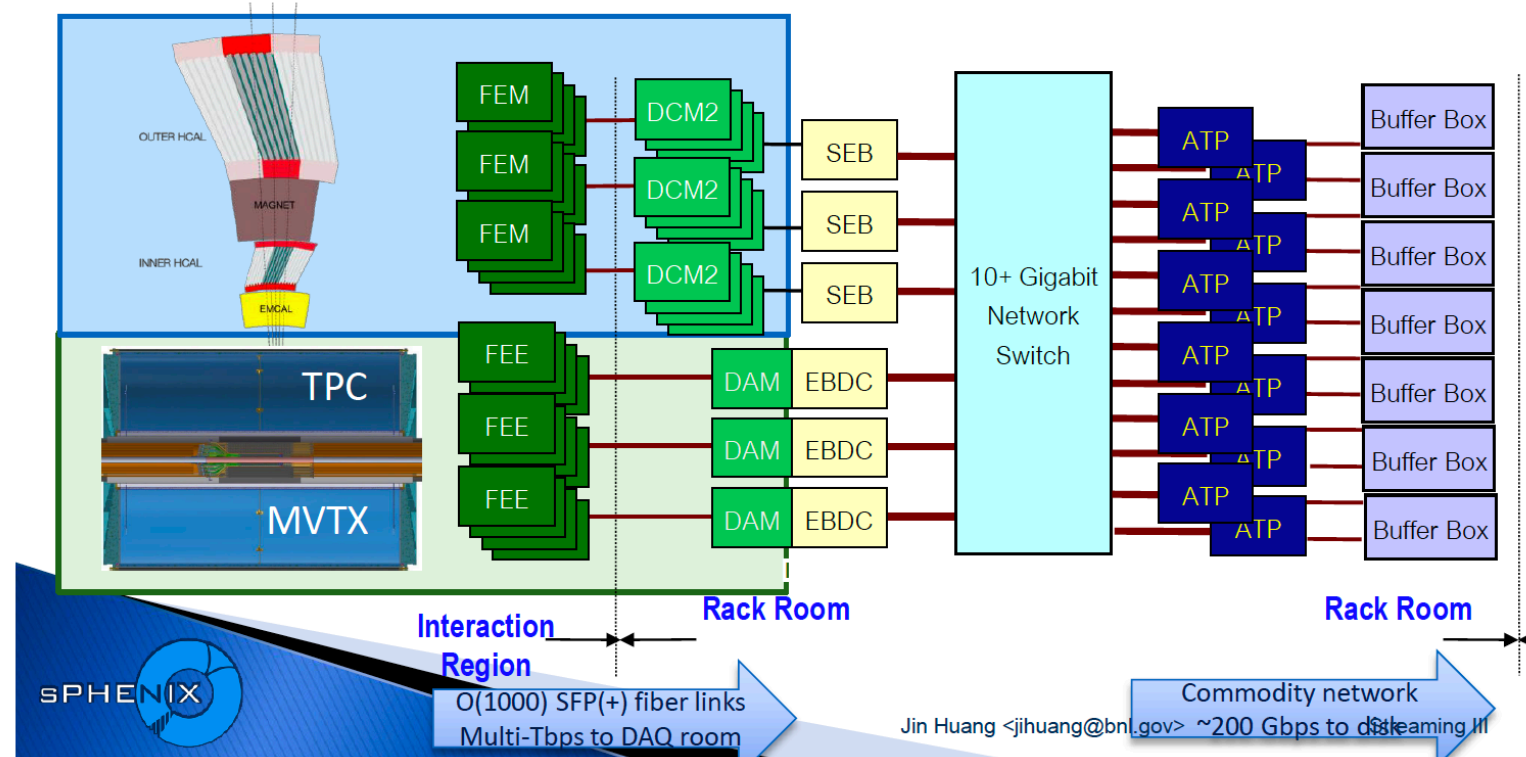 OUTER HCAL
MAGNET
INNER HCAL
EMCAL
TPC
MVTX
FEM
FEM
FEM
FEE
FEE
FEE
DCM2
DCM2
DCM2
DAM
DAM
DAM
SEB
SEB
SEB
EBDC
EBDC
EBDC
10+ Gigabit
Network
Switch
ATP
ATP
ATP
ATP
ATP
ATP
ATP
ATP
ATP
ATP
ATP
ATP
Buffer Box
Buffer Box
Buffer Box
Buffer Box
Buffer Box
Buffer Box
Buffer Box
Interaction
Region
Rack Room
Rack Room
sPHENIX
O(1000) SFP(+) fiber links
Multi-Tbps to DAQ room
Jin Huang <jihuang@bnl.gov>
Commodity network
~200 Gbps to disk
Streaming III